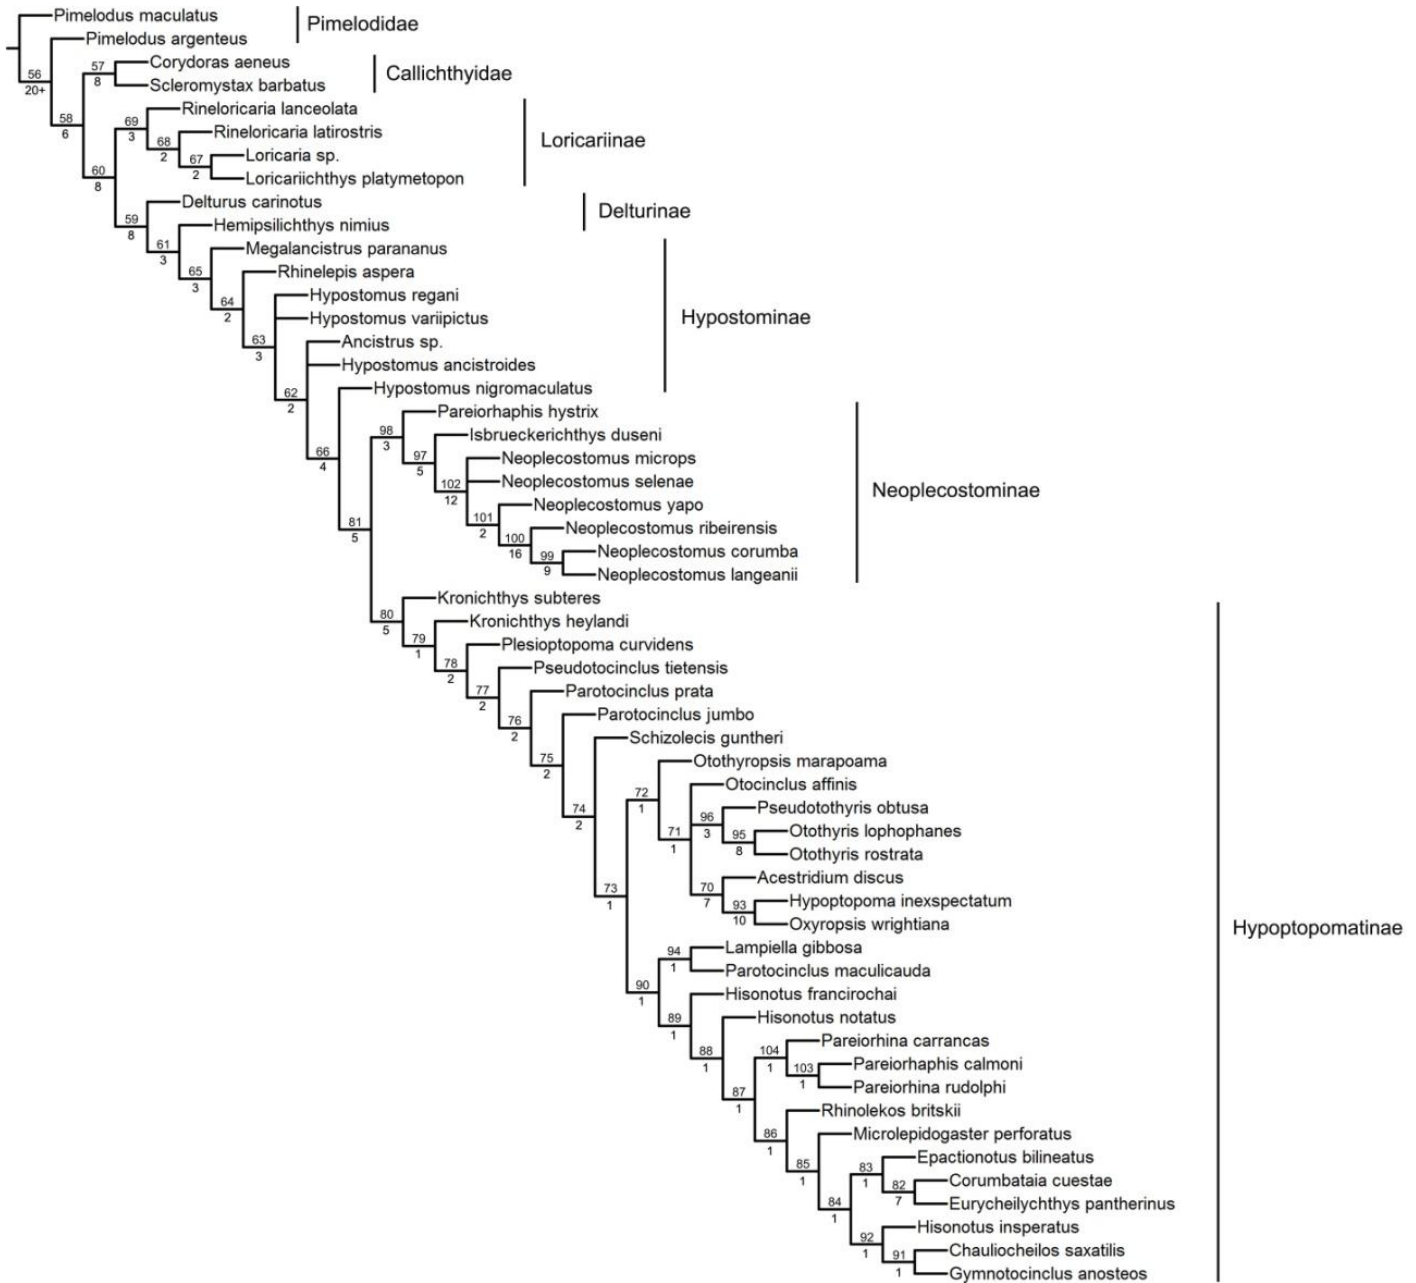 Pimelodus maculatus
Pimelodidae
Pimelodus argenteus
56
20+
Corydoras aeneus
57
8
Callichthyidae
Scleromystax barbatus
58
6
Rineloricaria lanceolata
69
3
Rineloricaria latirostris
68
2
Loricariinae
Loricaria sp.
67
2
Loricariichthys platymetopon
60
8
Delturus carinotus
Delturinae
59
8
Hemipsilichthys nimius
61
3
Megalancistrus parananus
65
3
Rhinelepis aspera
64
2
Hypostomus regani
Hypostominae
Hypostomus variipictus
63
3
Ancistrus sp.
Hypostomus ancistroides
62
2
Hypostomus nigromaculatus
66
4
Pareiorhaphis hystrix
98
3
Isbrueckerichthys duseni
97
5
Neoplecostomus microps
Neoplecostomus selenae
102
12
Neoplecostominae
Neoplecostomus yapo
101
2
Neoplecostomus ribeirensis
100
16
Neoplecostomus corumba
99
9
Neoplecostomus langeanii
81
5
Kronichthys subteres
80
5
Kronichthys heylandi
79
1
Plesioptopoma curvidens
78
2
Pseudotocinclus tietensis
77
2
Parotocinclus prata
76
2
Parotocinclus jumbo
75
2
Schizolecis guntheri
74
2
Otothyropsis marapoama
72
1
Otocinclus affinis
71
1
Pseudotothyris obtusa
96
3
Otothyris lophophanes
95
8
Otothyris rostrata
73
1
Acestridium discus
70
7
Hypoptopoma inexspectatum
93
10
Oxyropsis wrightiana
Hypoptopomatinae
Lampiella gibbosa
94
1
Parotocinclus maculicauda
90
1
Hisonotus francirochai
89
1
Hisonotus notatus
88
1
Pareiorhina carrancas
104
1
Pareiorhaphis calmoni
103
1
Pareiorhina rudolphi
87
1
Rhinolekos britskii
86
1
Microlepidogaster perforatus
85
1
Epactionotus bilineatus
83
1
Corumbataia cuestae
82
7
Eurycheilychthys pantherinus
84
1
Hisonotus insperatus
92
1
Chauliocheilos saxatilis
91
1
Gymnotocinclus anosteos